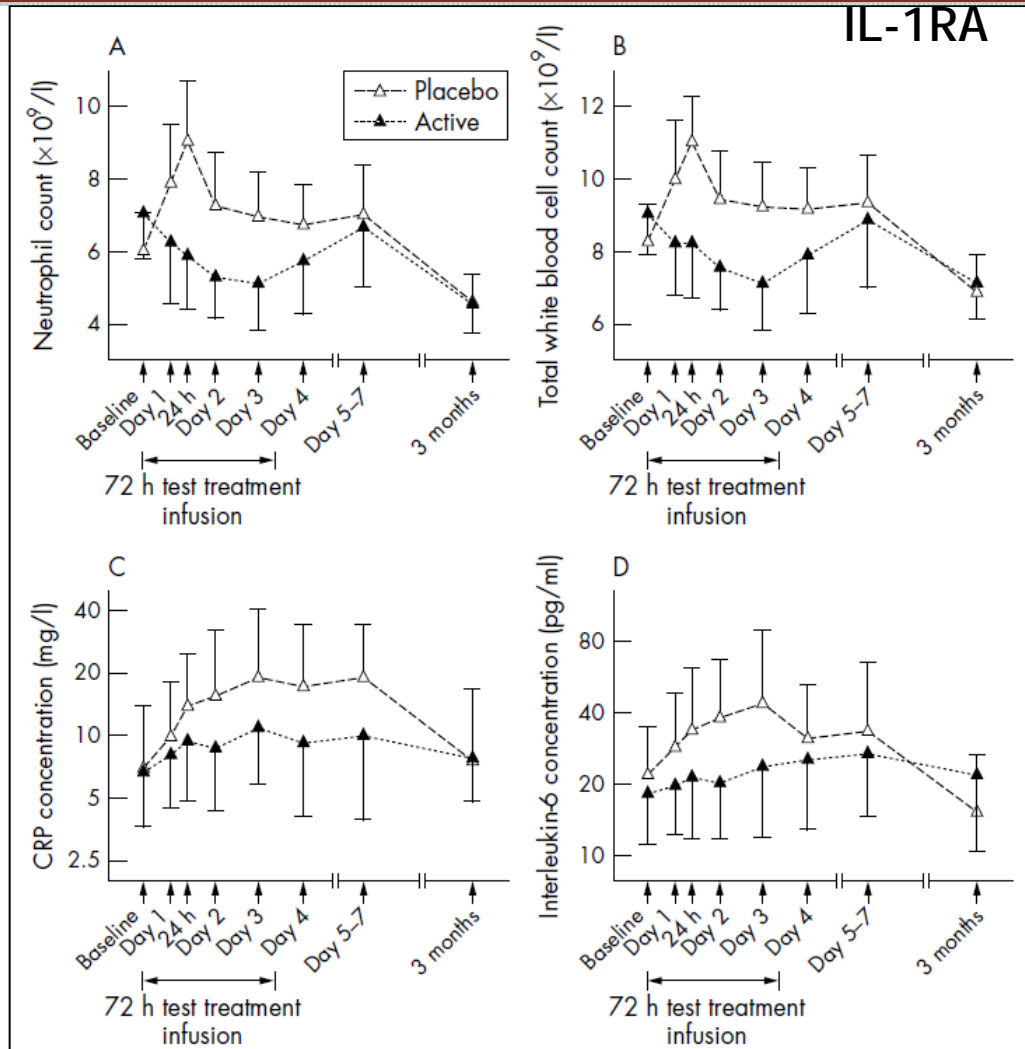 IL-1RA
A
Neutrophil count (×10⁹/l)
10
8
6
4
Placebo
Active
Baseline
Day 1
24 h
Day 2
Day 3
Day 4
Day 5–7
3 months
72 h test treatment
infusion
B
Total white blood cell count (×10⁹/l)
12
10
8
6
Baseline
Day 1
24 h
Day 2
Day 3
Day 4
Day 5–7
3 months
72 h test treatment
infusion
C
CRP concentration (mg/l)
40
20
10
5
2.5
Baseline
Day 1
24 h
Day 2
Day 3
Day 4
Day 5–7
3 months
72 h test treatment
infusion
D
Interleukin-6 concentration (pg/ml)
80
40
20
10
Baseline
Day 1
24 h
Day 2
Day 3
Day 4
Day 5–7
3 months
72 h test treatment
infusion